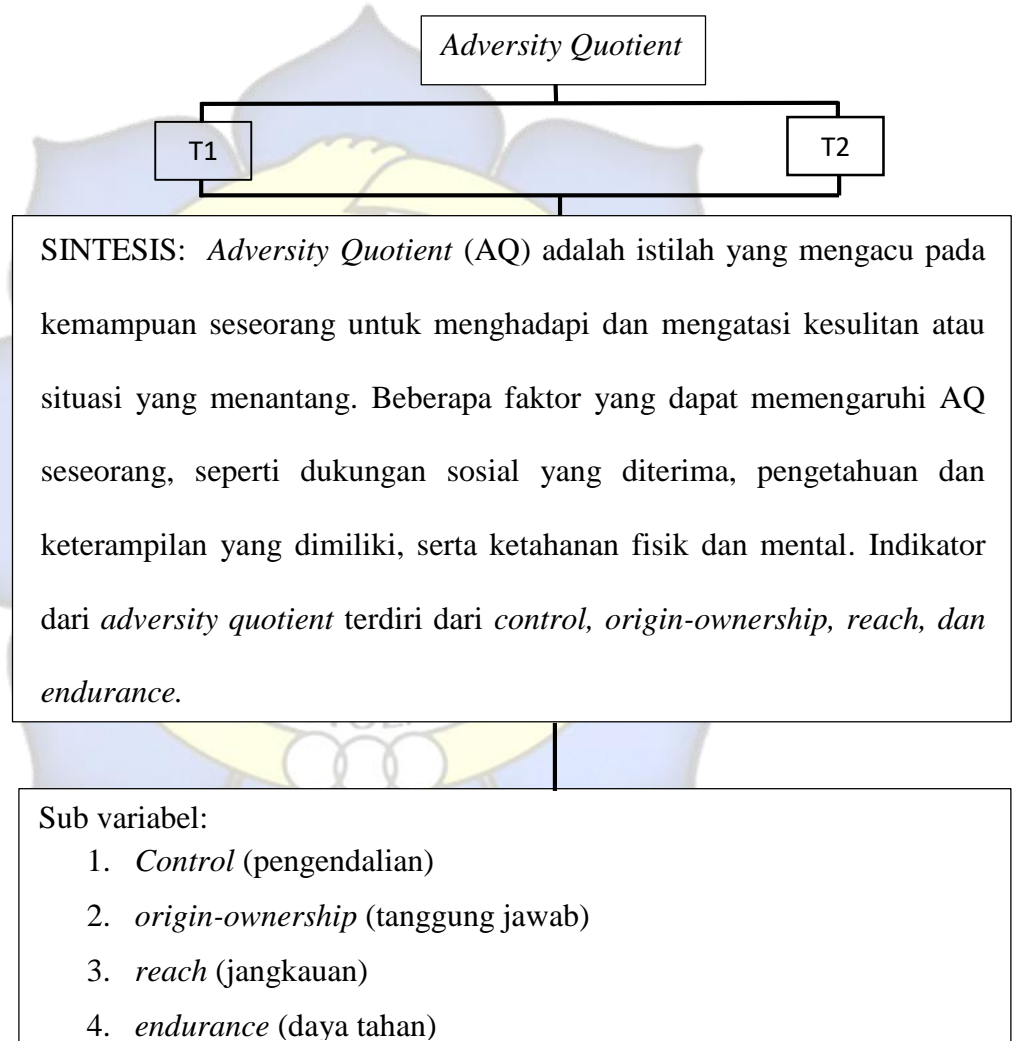 Adversity Quotient
T1
T2
SINTESIS: Adversity Quotient (AQ) adalah istilah yang mengacu pada
kemampuan seseorang untuk menghadapi dan mengatasi kesulitan atau
situasi yang menantang. Beberapa faktor yang dapat memengaruhi AQ
seseorang, seperti dukungan sosial yang diterima, pengetahuan dan
keterampilan yang dimiliki, serta ketahanan fisik dan mental. Indikator
dari adversity quotient terdiri dari control, origin-ownership, reach, dan
endurance.
Sub variabel:
1. Control (pengendalian)
2. origin-ownership (tanggung jawab)
3. reach (jangkauan)
4. endurance (daya tahan)